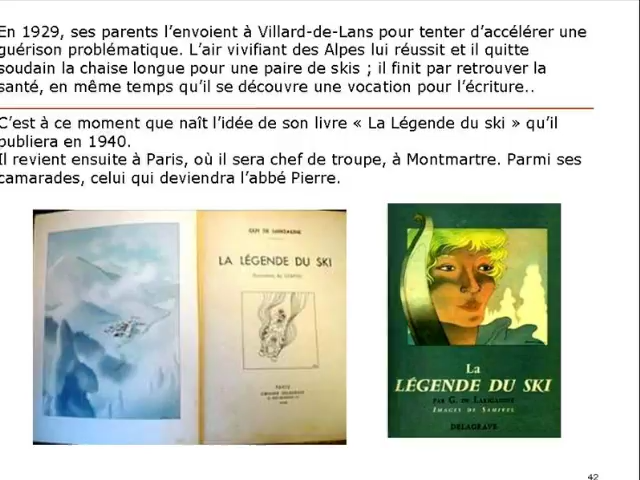 En 1929, ses parents l’envoient à Villard-de-Lans pour tenter d’accélérer une
guérison problématique. L’air vivifiant des Alpes lui réussit et il quitte
soudain la chaise longue pour une paire de skis ; il finit par retrouver la
santé, en même temps qu’il se découvre une vocation pour l’écriture..
C’est à ce moment que naît l’idée de son livre « La Légende du ski » qu’il
publiera en 1940.
Il revient ensuite à Paris, où il sera chef de troupe, à Montmartre. Parmi ses
camarades, celui qui deviendra l’abbé Pierre.
LA LÉGENDE DU SKI
PARIS
La
LÉGENDE DU SKI
PAR G. DE
IMAGES DE SAMIVEL
DELAGRAVE
42